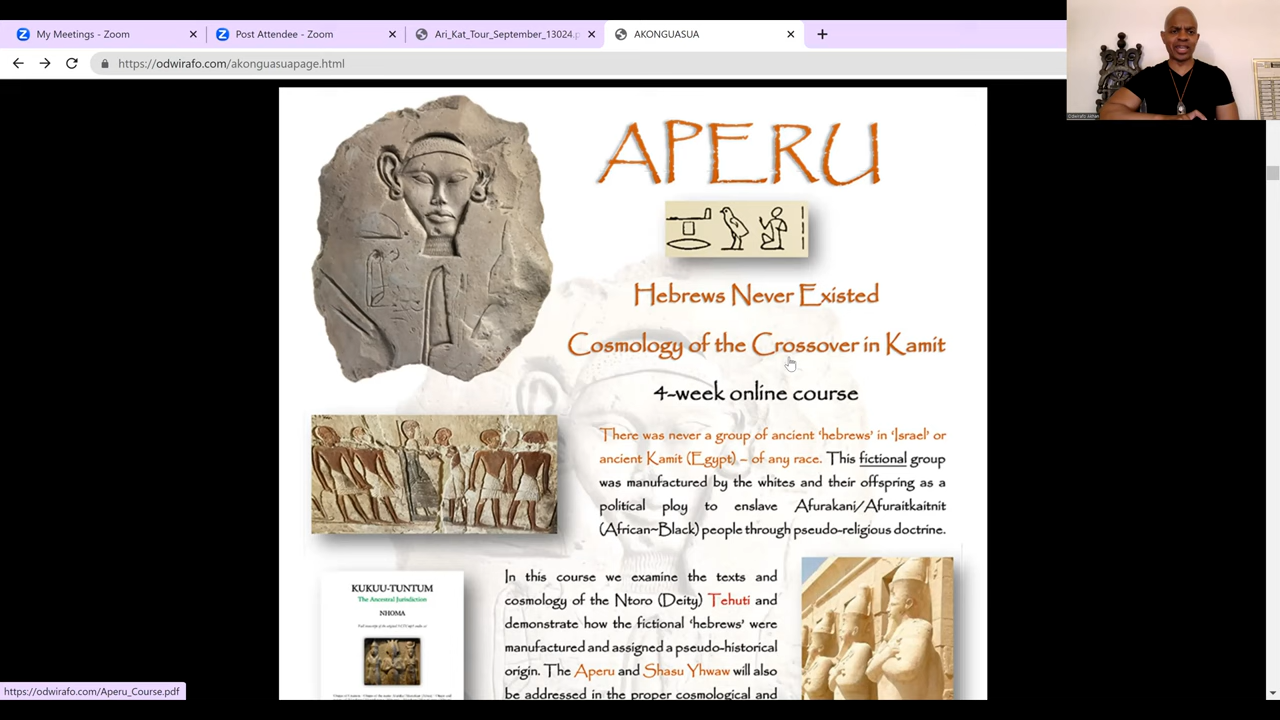 My Meetings - Zoom
Post Attendee - Zoom
Ari_Kat_Tour_September_13024.p
AKONGUASUA
https://odwirafo.com/akonguasuapage.html
APERU
Hebrews Never Existed
Cosmology of the Crossover in Kamit
4-week online course
There was never a group of ancient ‘hebrews’ in ‘Israel’ or
ancient Kamit (Egypt) – of any race. This fictional group
was manufactured by the whites and their offspring as a
political ploy to enslave Afurakani/Afuraitkaitnit
(African~Black) people through pseudo-religious doctrine.
KUKUU-TUNTUM
The Ancestral Jurisdiction
NHOMA
In this course we examine the texts and
cosmology of the Ntoro (Deity) Tehuti and
demonstrate how the fictional ‘hebrews’ were
manufactured and assigned a pseudo-historical
origin. The Aperu and Shasu Yhwaw will also
be addressed in the proper cosmological and
https://odwirafo.com/Aperu_Course.pdf